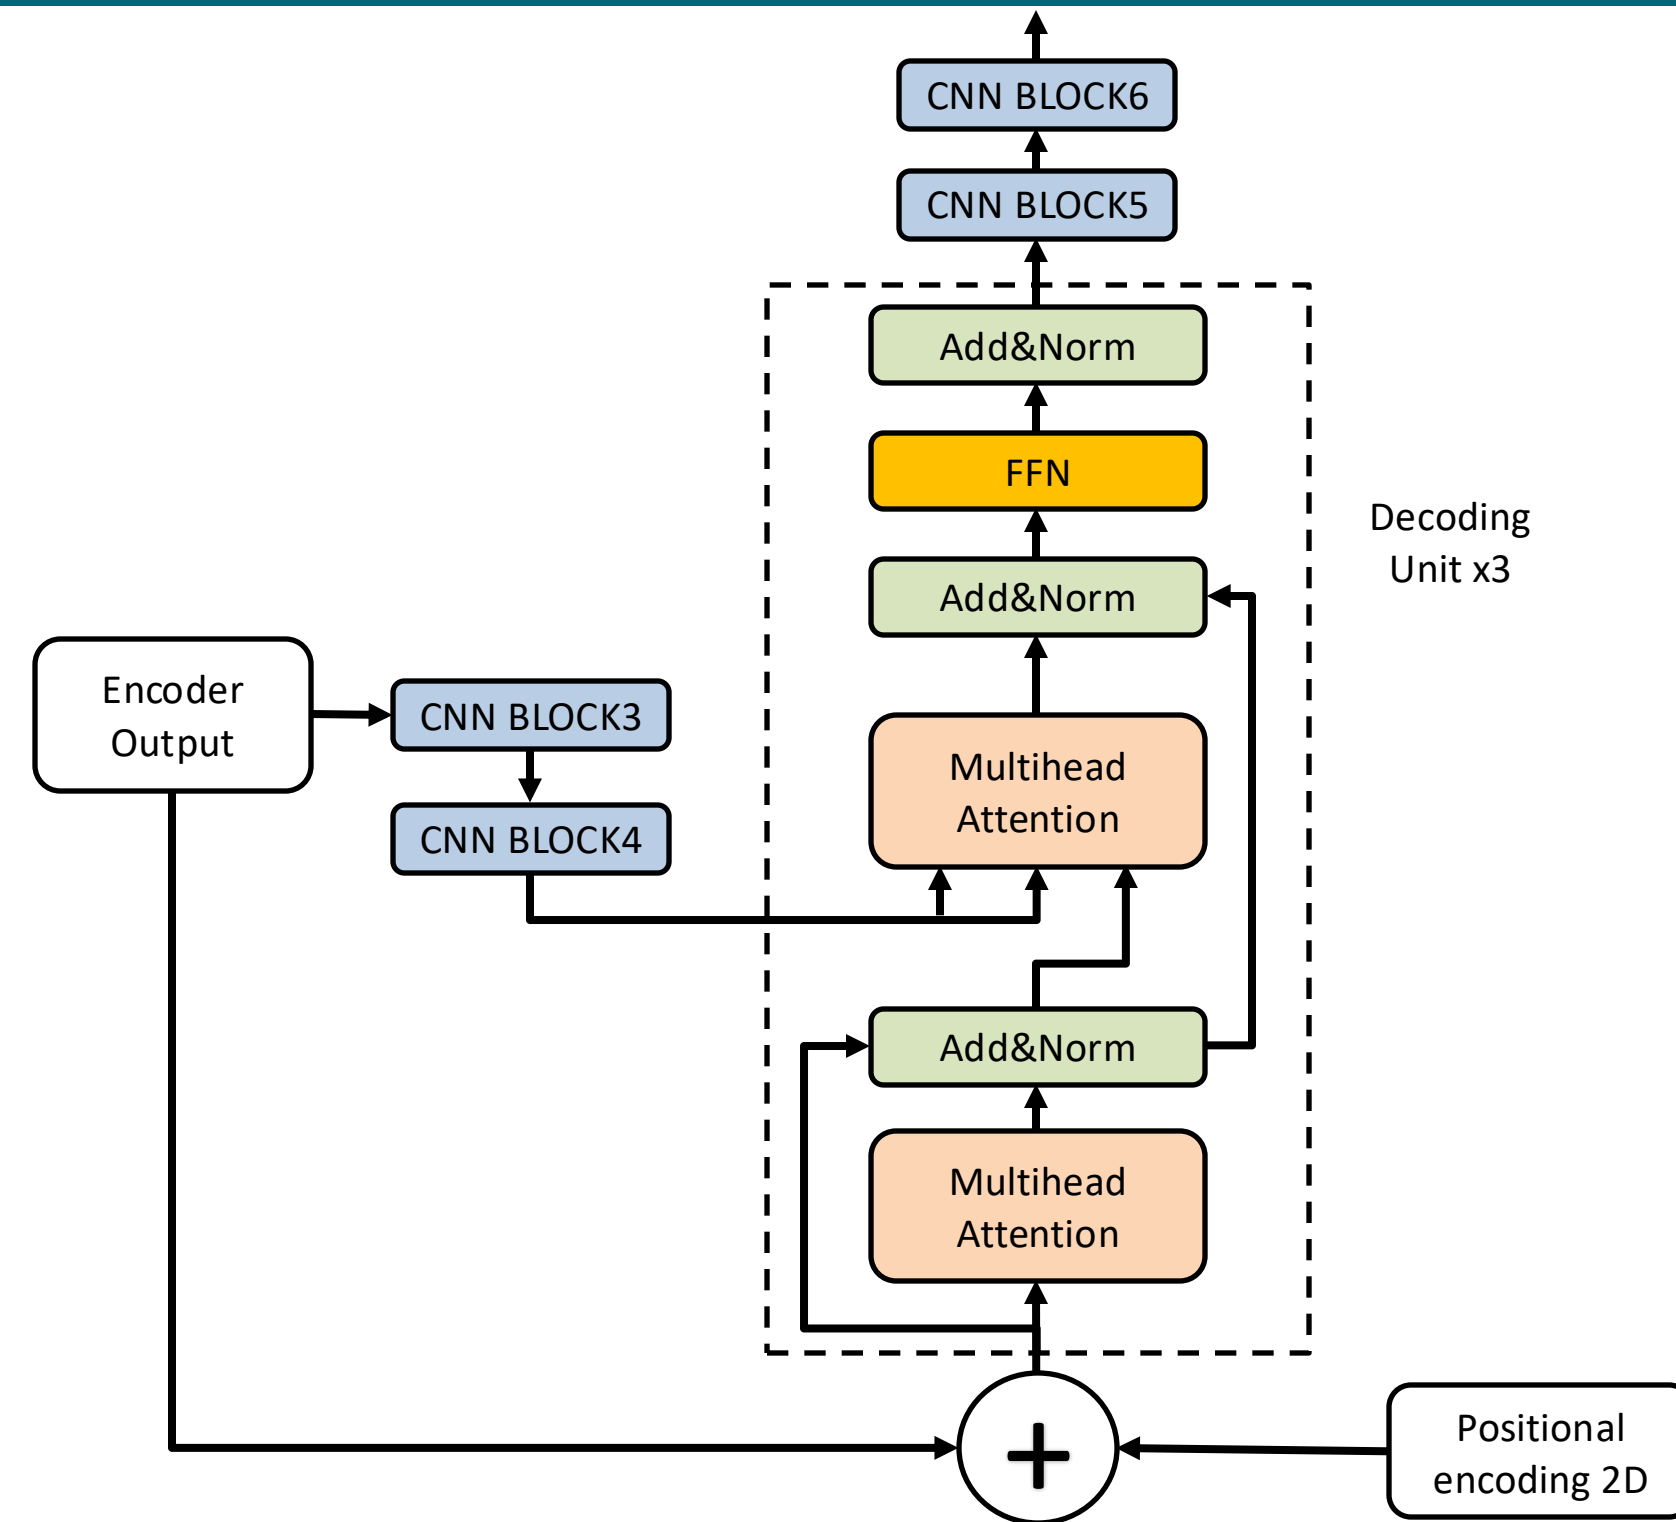 CNN BLOCK6
CNN BLOCK5
Add&Norm
FFN
Add&Norm
Decoding
Unit x3
Encoder
Output
CNN BLOCK3
CNN BLOCK4
Multihead
Attention
Add&Norm
Multihead
Attention
+
Positional
encoding 2D